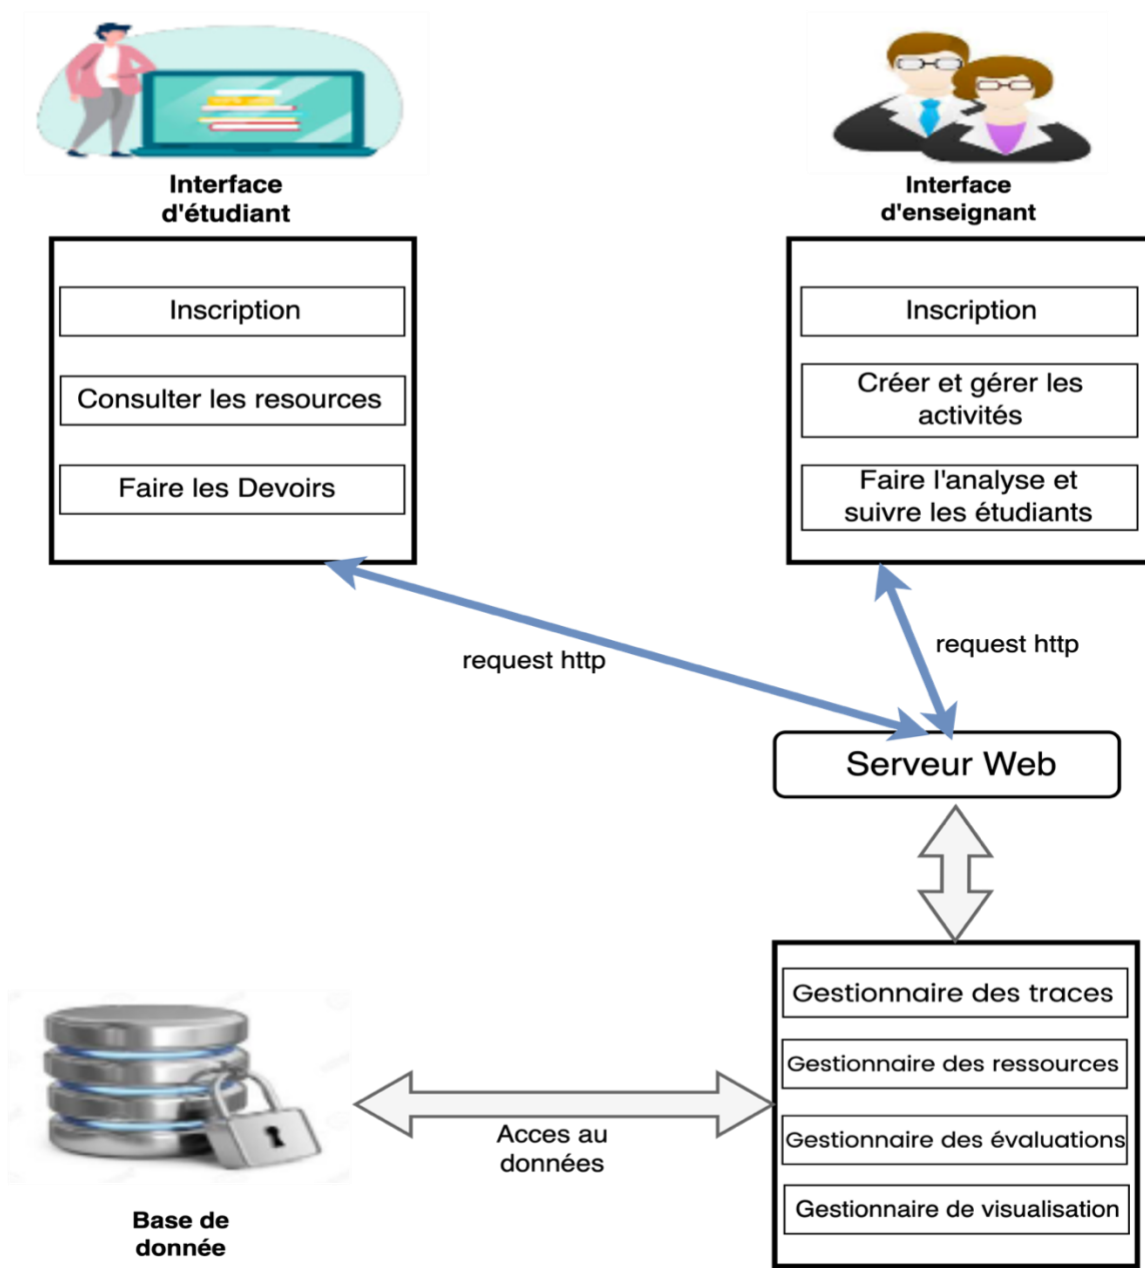 Interface
d'étudiant
Inscription
Consulter les resources
Faire les Devoirs
Interface
d'enseignant
Inscription
Créer et gérer les
activités
Faire l'analyse et
suivre les étudiants
request http
request http
Serveur Web
Gestionnaire des traces
Gestionnaire des ressources
Gestionnaire des évaluations
Gestionnaire de visualisation
Acces au
données
Base de
donnée